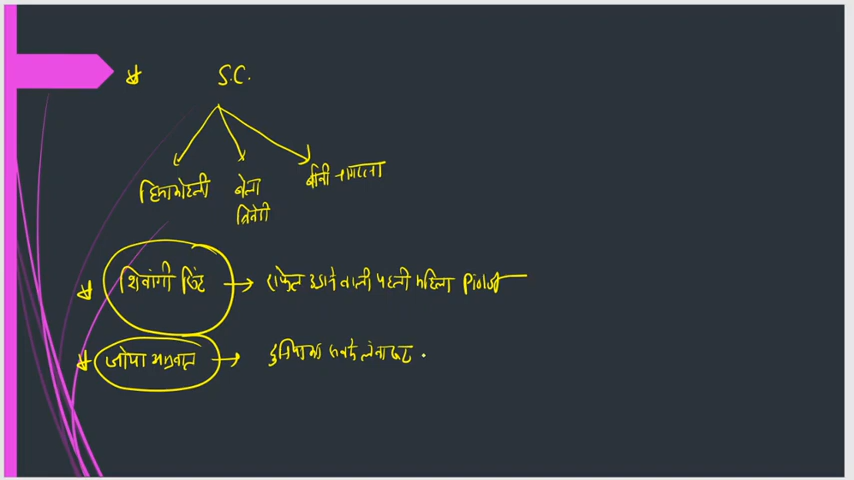 S.C.
हिमा कोहली बेला बी.वी. नागरत्ना
त्रिवेदी
शिवांगी सिंह → राफेल उड़ाने वाली पहली महिला Pilot
जोया अग्रवाल → दुनिया का सबसे लंबा रूट